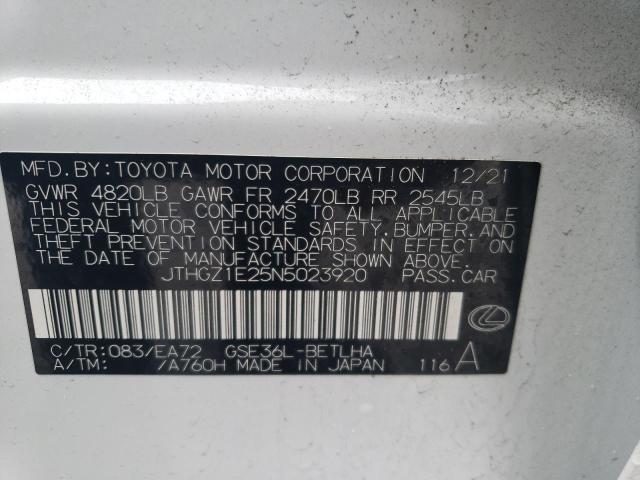 MFD.BY:TOYOTA MOTOR CORPORATION 12/21
GVWR 4820LB GAWR FR 2470LB RR 2545LB
THIS VEHICLE CONFORMS TO ALL APPLICABLE
FEDERAL MOTOR VEHICLE SAFETY,BUMPER,AND
THEFT PREVENTION STANDARDS IN EFFECT ON
THE DATE OF MANUFACTURE SHOWN ABOVE.
JTHGZ1E25N5023920 PASS.CAR
C/TR:083/EA72 GSE36L-BETLHA
A/TM: /A760H MADE IN JAPAN 116 A